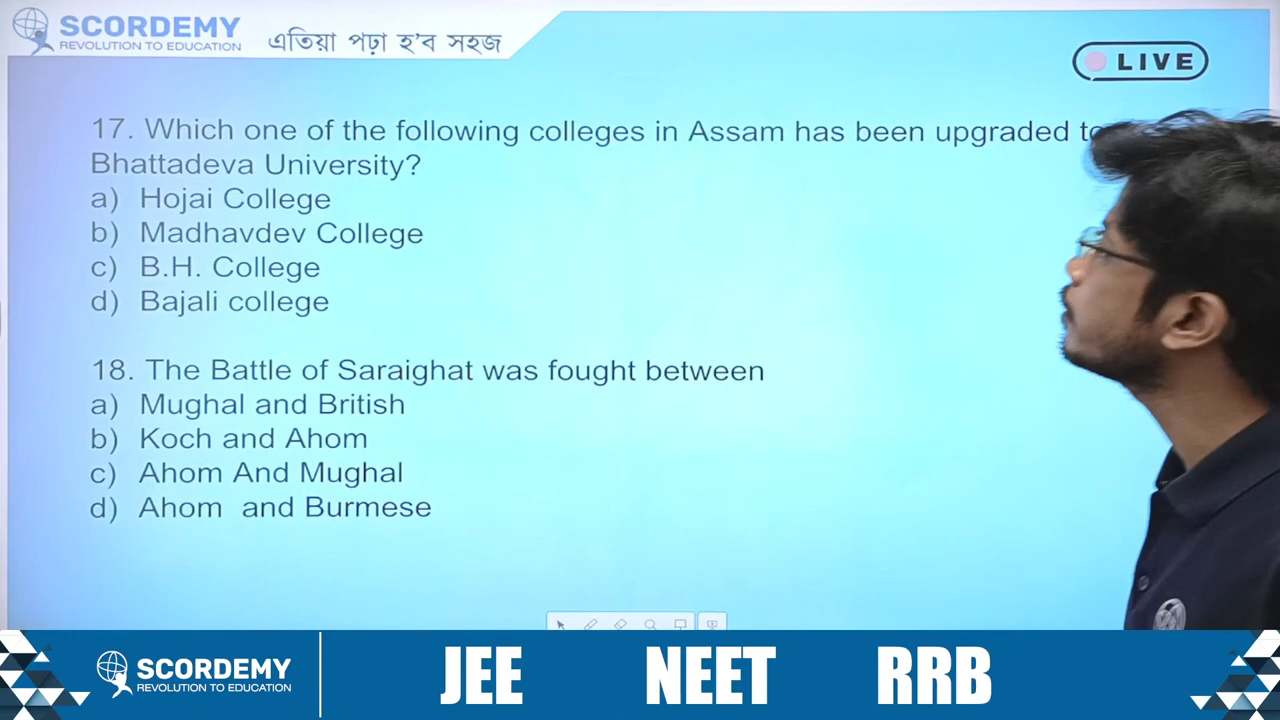 SCORDEMY
REVOLUTION TO EDUCATION
এতিয়া পঢ়া হ'ব সহজ
LIVE
17. Which one of the following colleges in Assam has been upgraded to
Bhattadeva University?
a) Hojai College
b) Madhavdev College
c) B.H. College
d) Bajali college
18. The Battle of Saraighat was fought between
a) Mughal and British
b) Koch and Ahom
c) Ahom And Mughal
d) Ahom and Burmese
SCORDEMY
REVOLUTION TO EDUCATION
JEE NEET RRB